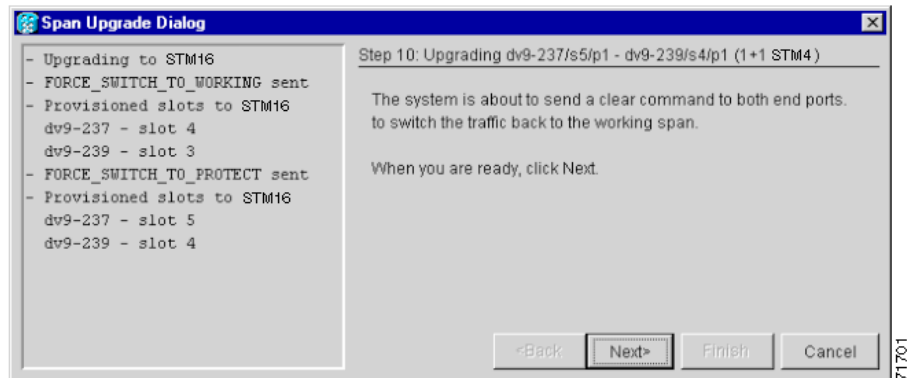 Span Upgrade Dialog
- Upgrading to STM16
- FORCE_SWITCH_TO_WORKING sent
- Provisioned slots to STM16
dv9-237 - slot 4
dv9-239 - slot 3
- FORCE_SWITCH_TO_PROTECT sent
- Provisioned slots to STM16
dv9-237 - slot 5
dv9-239 - slot 4
Step 10: Upgrading dv9-237/s5/p1 - dv9-239/s4/p1 (1+1 STM4)
The system is about to send a clear command to both end ports.
to switch the traffic back to the working span.
When you are ready, click Next.
<Back
Next>
Finish
Cancel
71701